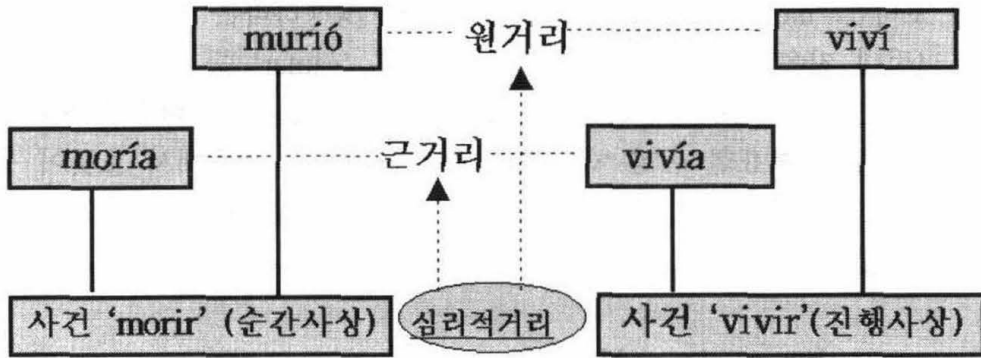 murió 원거리 viví
moría 근거리 vivía
사건 ‘morir’ (순간사상) 심리적거리 사건 ‘vivir’(진행사상)